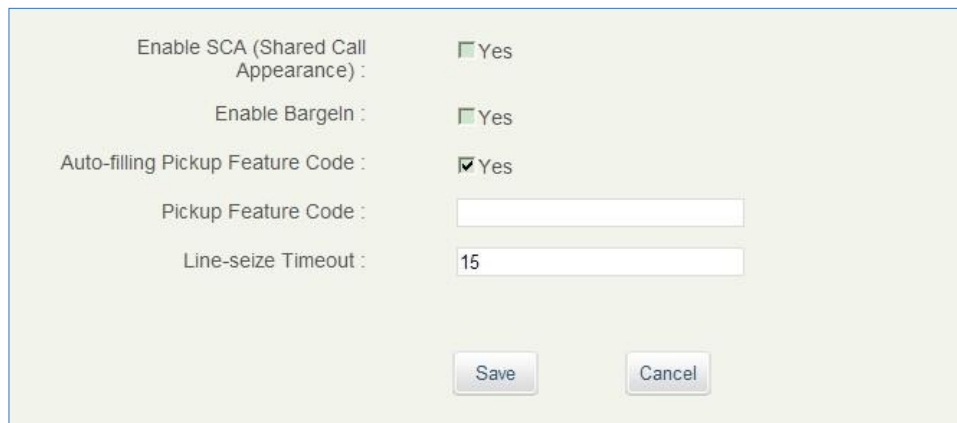 Enable SCA (Shared Call
Appearance) : Yes
Enable BargeIn : Yes
Auto-filling Pickup Feature Code : Yes
Pickup Feature Code :
Line-seize Timeout : 15
Save Cancel